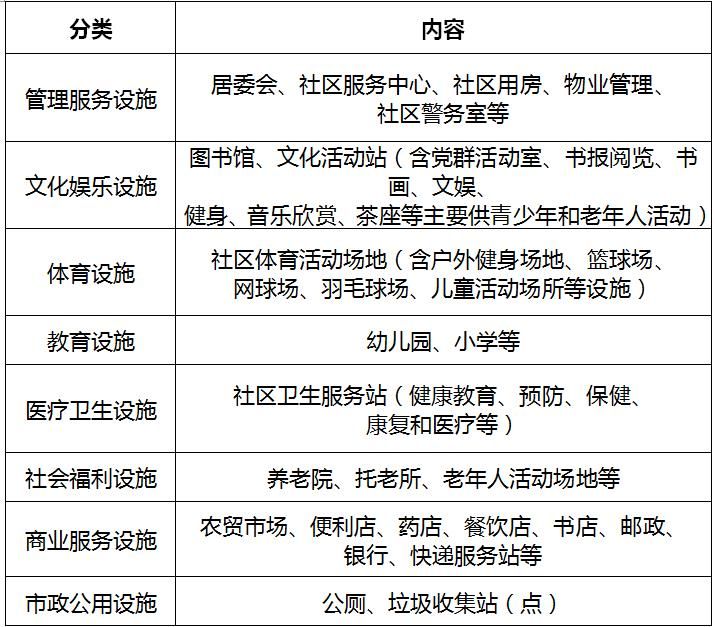 分类
内容
管理服务设施
居委会、社区服务中心、社区用房、物业管理、
社区警务室等
文化娱乐设施
图书馆、文化活动站（含党群活动室、书报阅览、书
画、文娱、
健身、音乐欣赏、茶座等主要供青少年和老年人活动）
体育设施
社区体育活动场地（含户外健身场地、篮球场、
网球场、羽毛球场、儿童活动场所等设施）
教育设施
幼儿园、小学等
医疗卫生设施
社区卫生服务站（健康教育、预防、保健、
康复和医疗等）
社会福利设施
养老院、托老所、老年人活动场地等
商业服务设施
农贸市场、便利店、药店、餐饮店、书店、邮政、
银行、快递服务站等
市政公用设施
公厕、垃圾收集站（点）